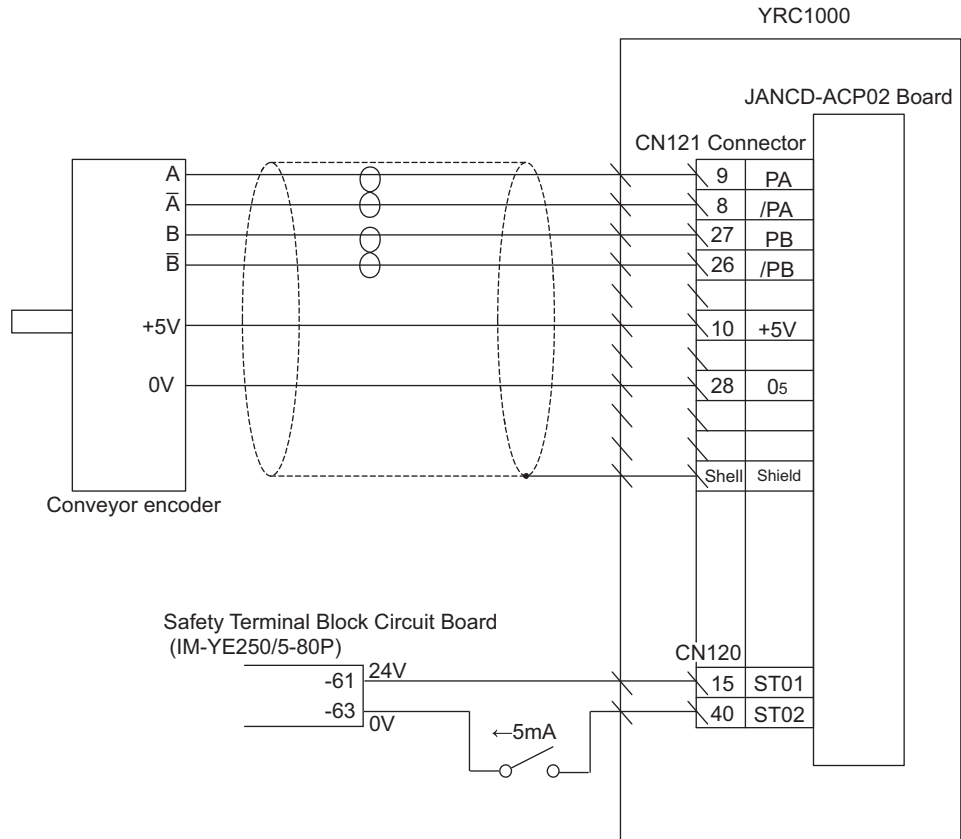 YRC1000
JANCD-ACP02 Board
CN121 Connector
A 9 PA
A̅ 8 /PA
B 27 PB
B̅ 26 /PB
+5V 10 +5V
0V 28 05
Shell Shield
Conveyor encoder
Safety Terminal Block Circuit Board
(IM-YE250/5-80P)
CN120
-61 24V 15 ST01
-63 0V 40 ST02
←5mA